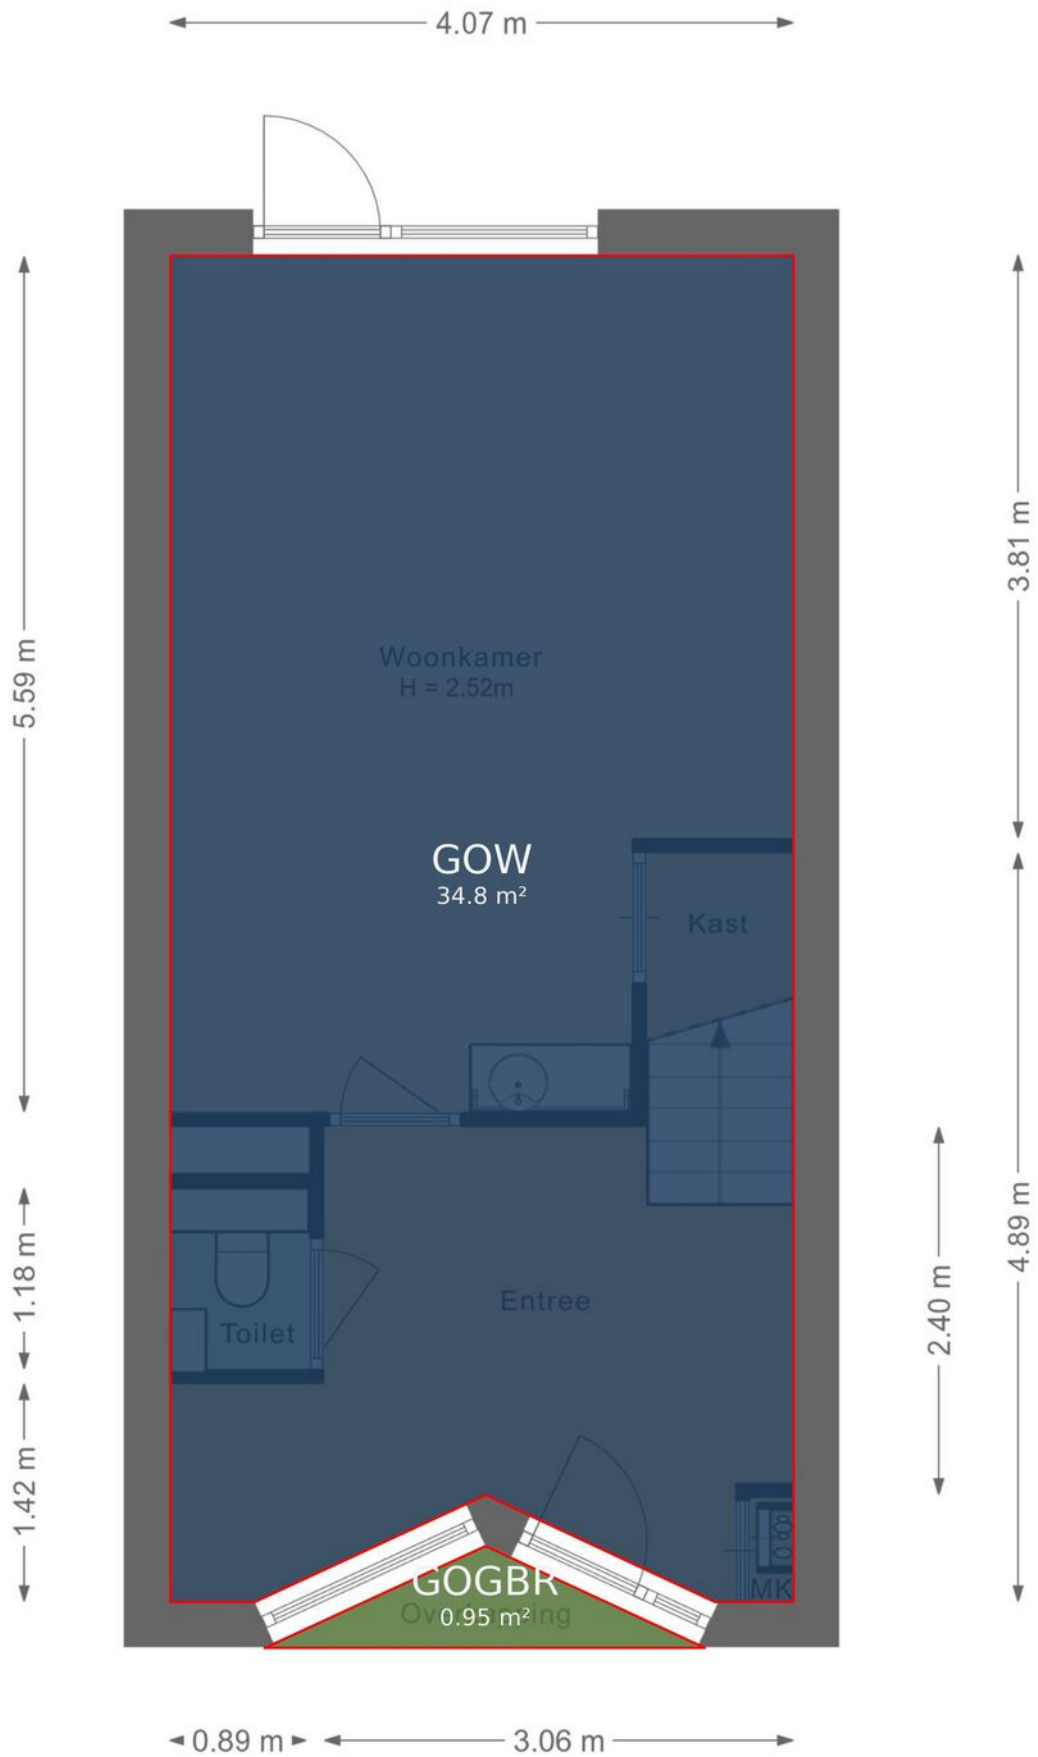 4.07 m
5.59 m
3.81 m
Woonkamer
H = 2.52m
GOW
34.8 m²
Kast
1.18 m
4.89 m
2.40 m
Entree
Toilet
1.42 m
GOGBR
MK
0.95 m²
0.89 m
3.06 m